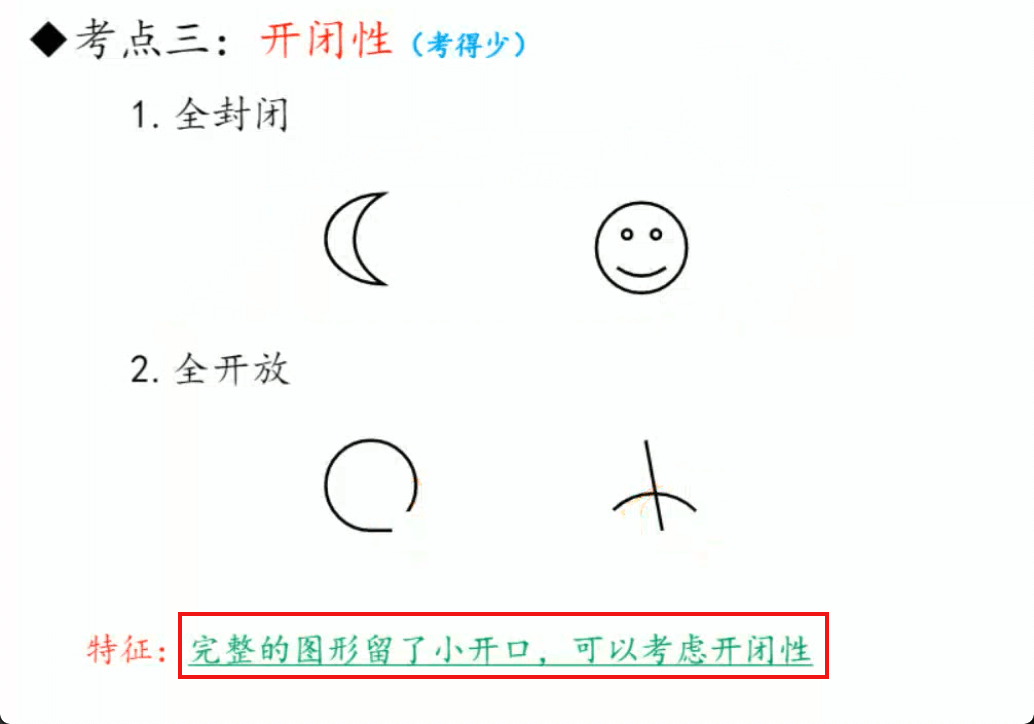 ◆考点三：开闭性（考得少）
1.全封闭
2.全开放
特征：完整的图形留了小开口，可以考虑开闭性